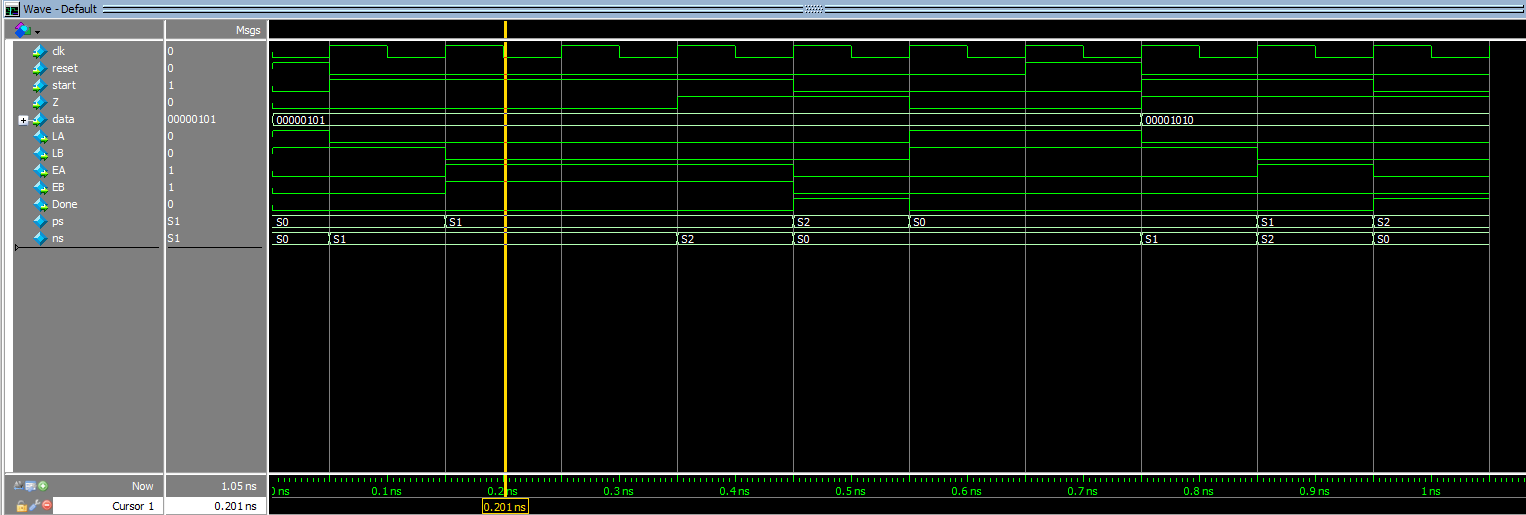 Wave - Default
Msgs
clk 0
reset 0
start 1
Z 0
data 00000101 00000101 00001010
LA 0
LB 0
EA 1
EB 1
Done 0
ps S1 S0 S1 S2 S0 S1 S2
ns S1 S0 S1 S2 S0 S1 S2 S0
Now 1.05 ns 0 ns 0.1 ns 0.2 ns 0.3 ns 0.4 ns 0.5 ns 0.6 ns 0.7 ns 0.8 ns 0.9 ns 1 ns
Cursor 1 0.201 ns 0.201 ns